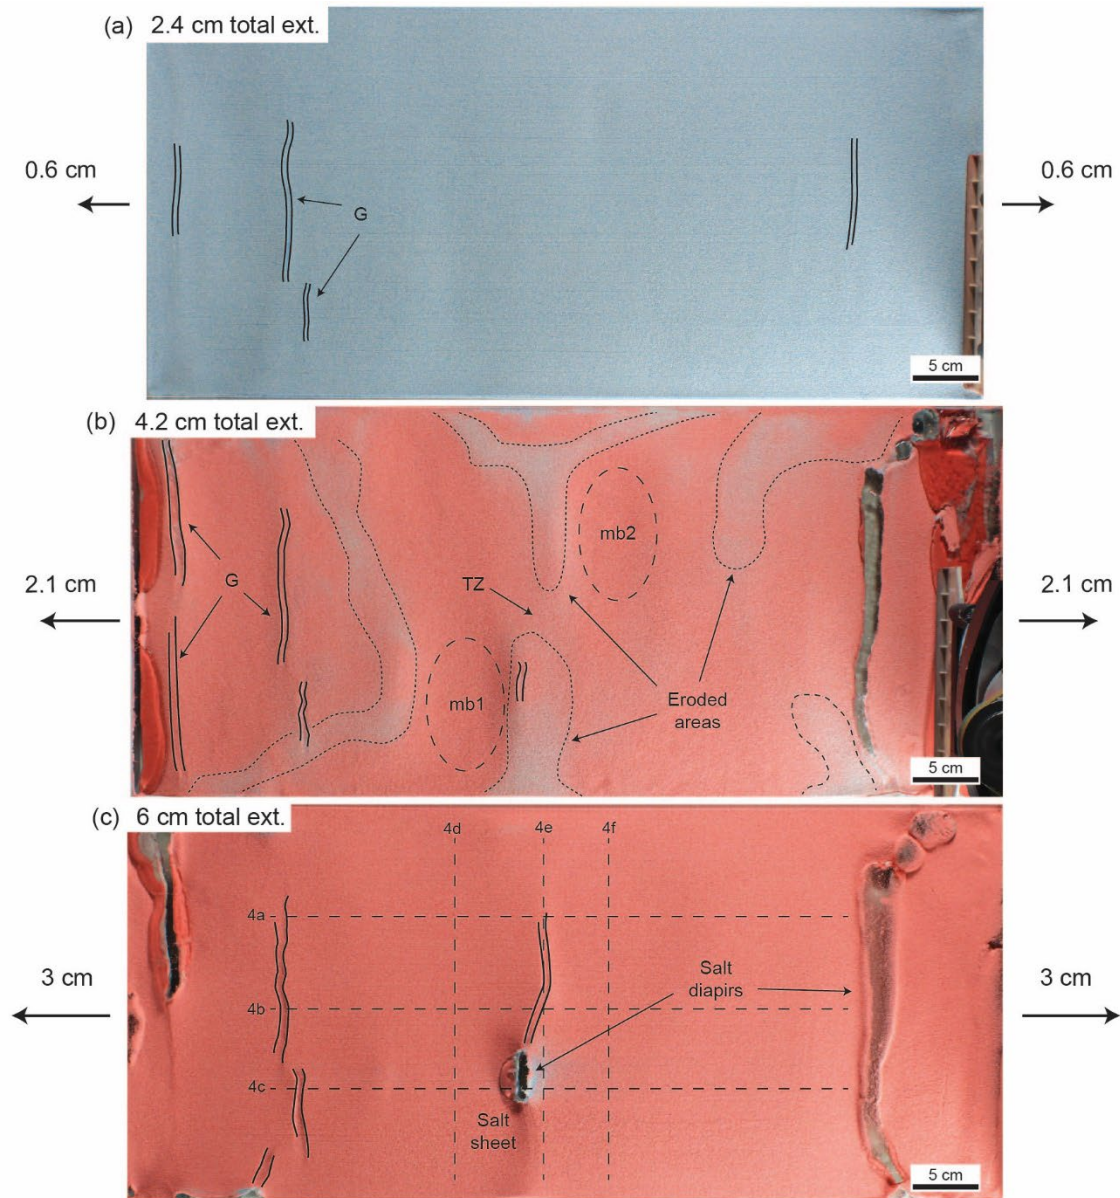 (a) 2.4 cm total ext.
0.6 cm
0.6 cm
G
5 cm
(b) 4.2 cm total ext.
mb2
TZ
G
2.1 cm
2.1 cm
mb1
Eroded
areas
5 cm
(c) 6 cm total ext.
4d
4e
4f
4a
Salt
diapirs
3 cm
3 cm
4b
4c
Salt
sheet
5 cm